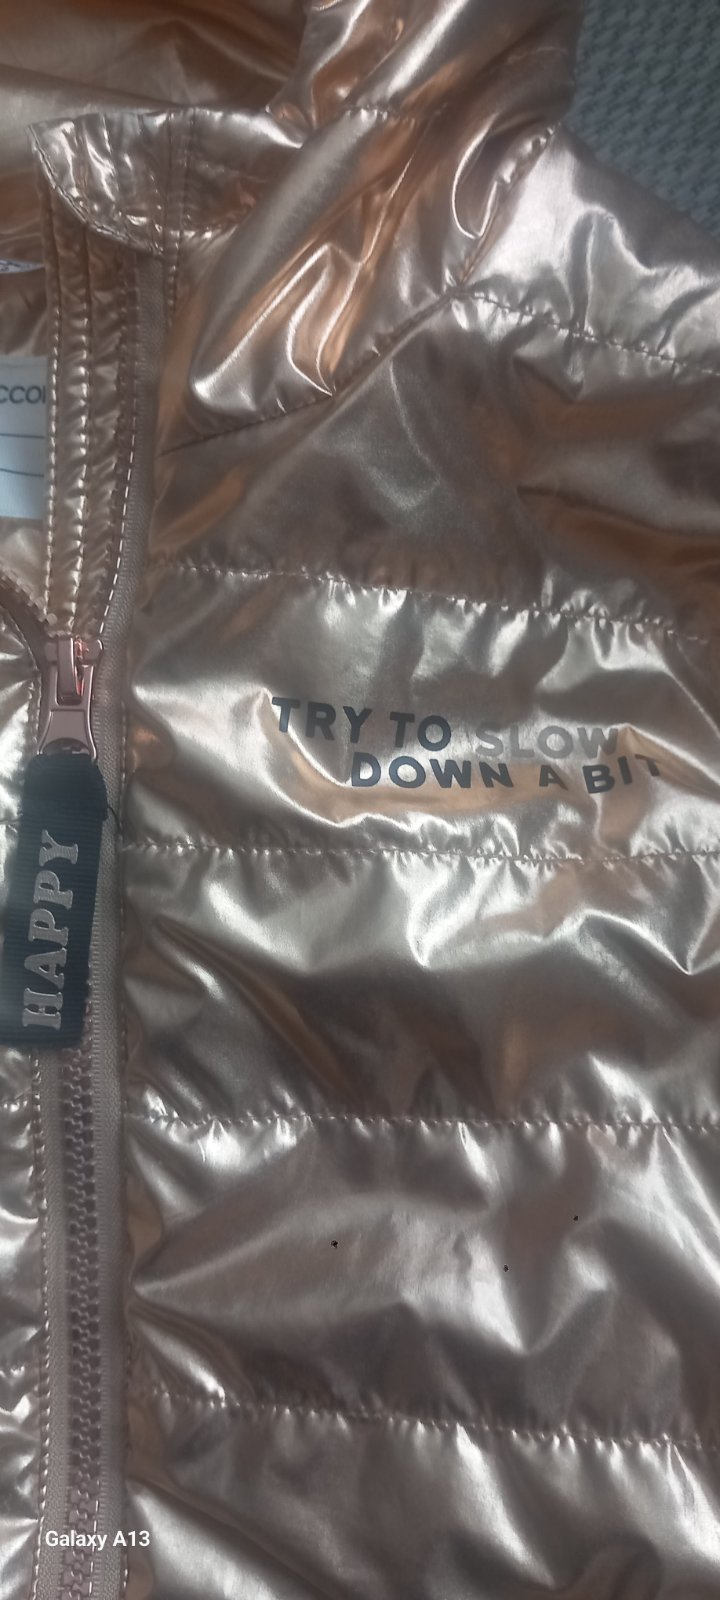 TRY TO SLOW
DOWN A BIT
HAPPY
Galaxy A13